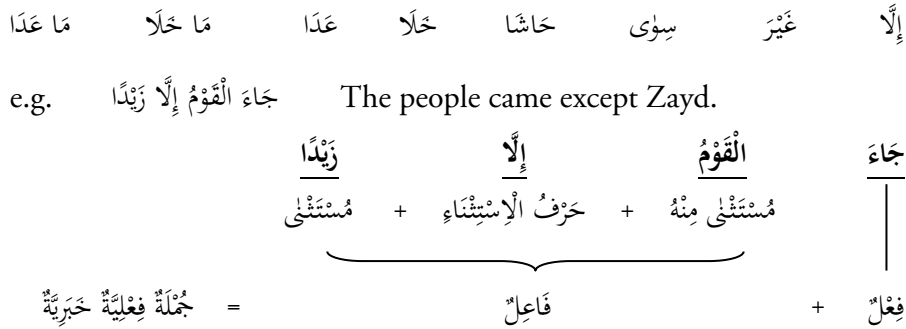 إِلَّا غَيْرَ سِوٰى حَاشَا خَلَا عَدَا مَا خَلَا مَا عَدَا
e.g. جَاءَ الْقَوْمُ إِلَّا زَيْدًا The people came except Zayd.
جَاءَ الْقَوْمُ إِلَّا زَيْدًا
مُسْتَثْنٰى مِنْهُ + حَرْفُ الْاِسْتِثْنَاءِ + مُسْتَثْنٰى
فِعْلٌ + فَاعِلٌ = جُمْلَةٌ فِعْلِيَّةٌ خَبَرِيَّةٌ